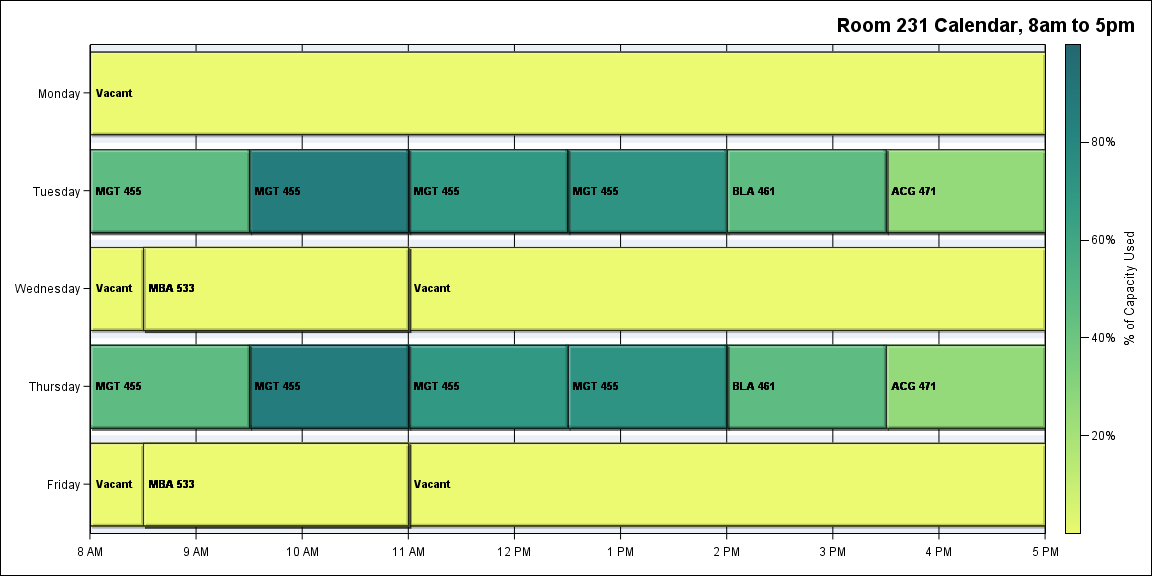 Room 231 Calendar, 8am to 5pm
Monday
Vacant
Tuesday
MGT 455
MGT 455
MGT 455
MGT 455
BLA 461
ACG 471
Wednesday
Vacant
MBA 533
Vacant
Thursday
MGT 455
MGT 455
MGT 455
MGT 455
BLA 461
ACG 471
Friday
Vacant
MBA 533
Vacant
8 AM
9 AM
10 AM
11 AM
12 PM
1 PM
2 PM
3 PM
4 PM
5 PM
80%
60%
40%
20%
% of Capacity Used